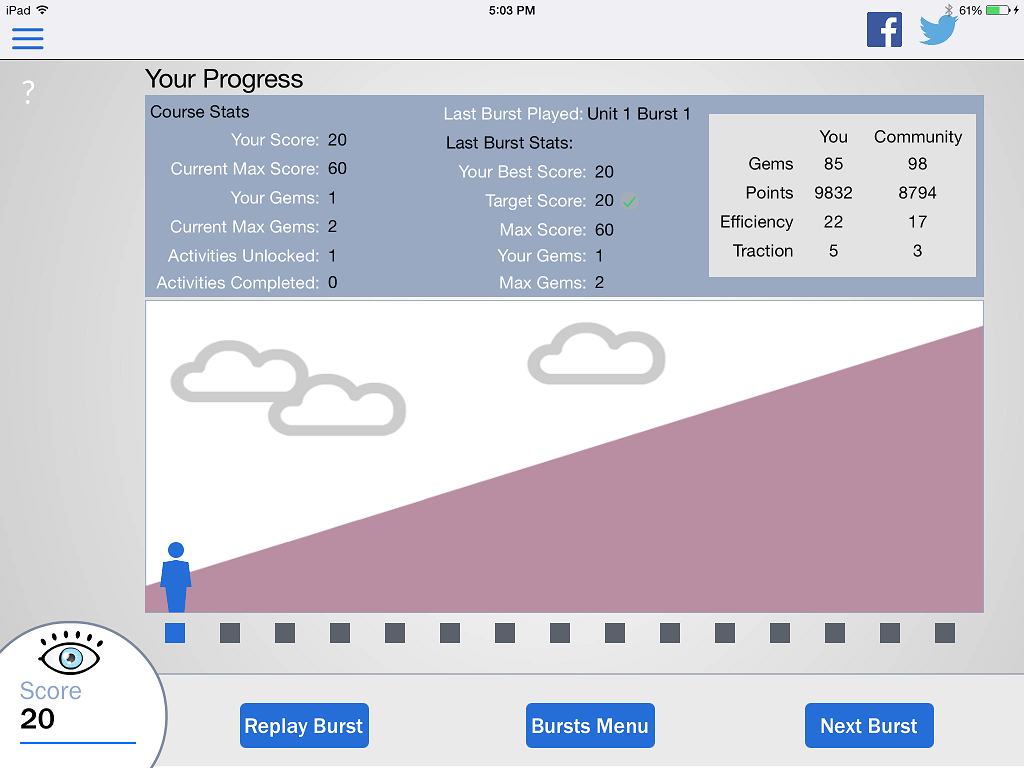 iPad 5:03 PM 61%
f
?
Your Progress
Course Stats
Your Score: 20
Current Max Score: 60
Your Gems: 1
Current Max Gems: 2
Activities Unlocked: 1
Activities Completed: 0
Last Burst Played: Unit 1 Burst 1
Last Burst Stats:
Your Best Score: 20
Target Score: 20
Max Score: 60
Your Gems: 1
Max Gems: 2
You Community
Gems 85 98
Points 9832 8794
Efficiency 22 17
Traction 5 3
Score
20
Replay Burst
Bursts Menu
Next Burst